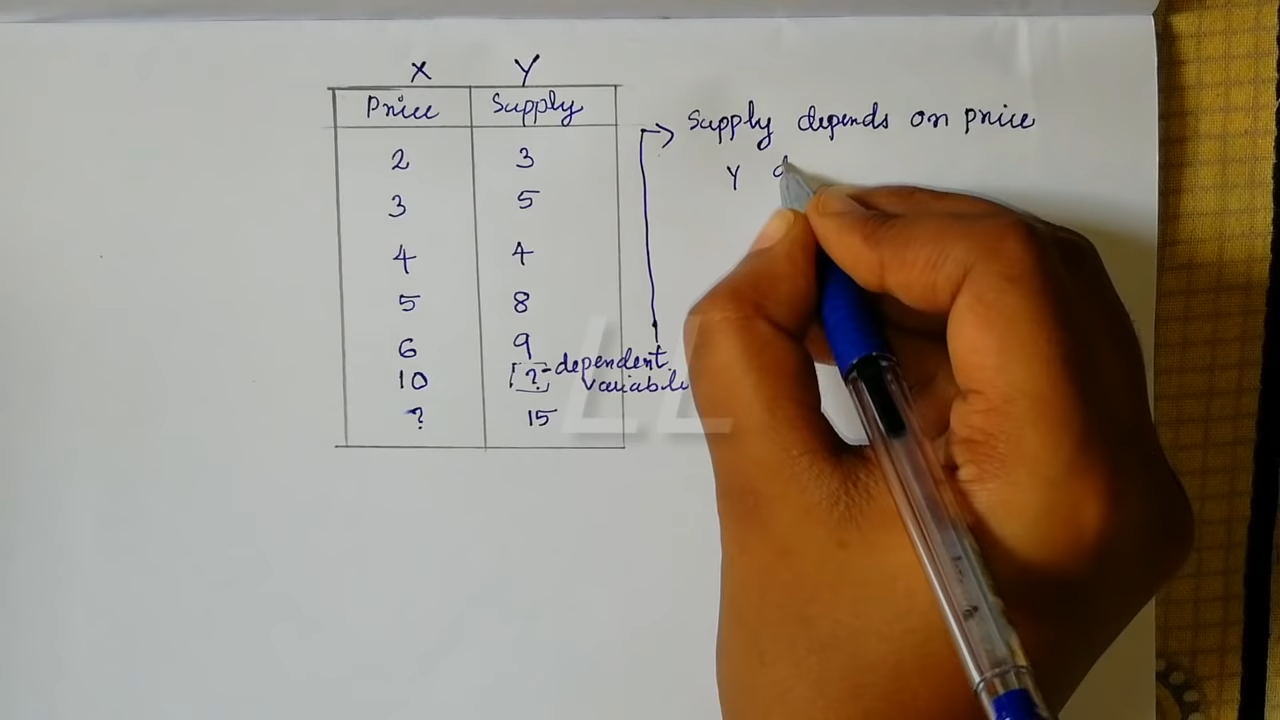 X Y
Price Supply
Supply depends on price
2 3
Y d
3 5
4 4
5 8
6 9
10 ? - dependent variable
? 15
LL